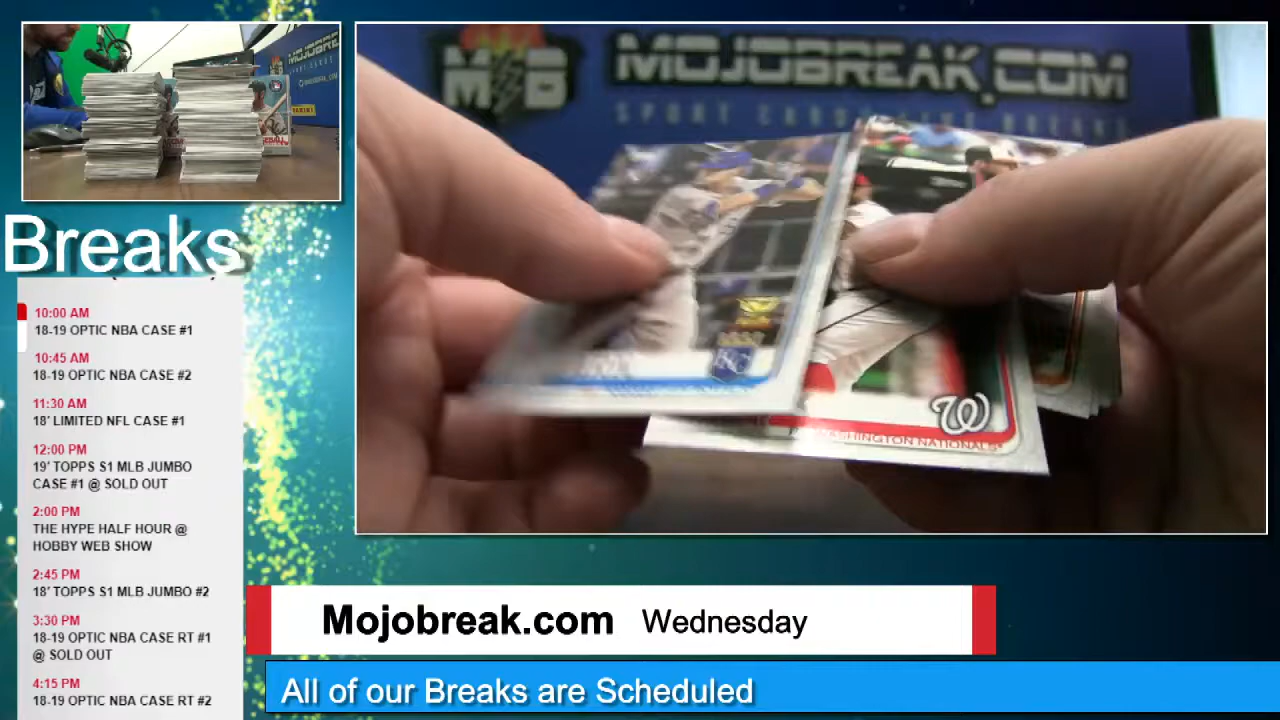 MOJOBREAK.COM
Breaks
10:00 AM
18-19 OPTIC NBA CASE #1
10:45 AM
18-19 OPTIC NBA CASE #2
11:30 AM
18' LIMITED NFL CASE #1
12:00 PM
19' TOPPS S1 MLB JUMBO
CASE #1 @ SOLD OUT
2:00 PM
THE HYPE HALF HOUR @
HOBBY WEB SHOW
2:45 PM
18' TOPPS S1 MLB JUMBO #2
3:30 PM
18-19 OPTIC NBA CASE RT #1
@ SOLD OUT
4:15 PM
18-19 OPTIC NBA CASE RT #2
MB
SPORT
KC
W
WASHINGTON NATIONALS
Mojobreak.com Wednesday
All of our Breaks are Scheduled